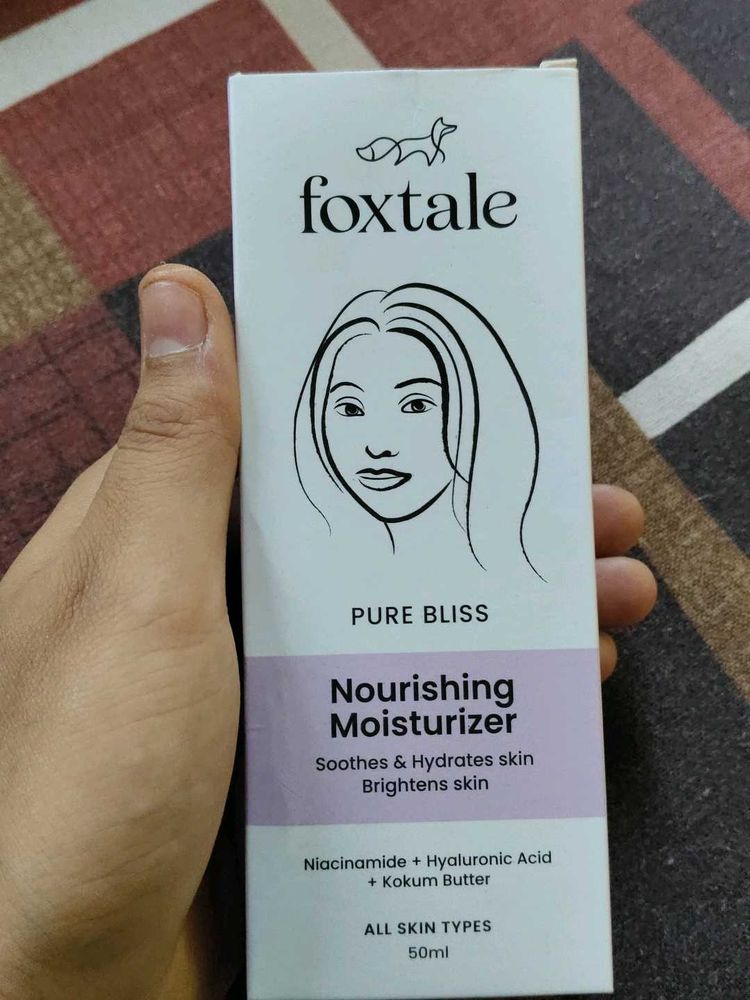 foxtale
PURE BLISS
Nourishing
Moisturizer
Soothes & Hydrates skin
Brightens skin
Niacinamide + Hyaluronic Acid
+ Kokum Butter
ALL SKIN TYPES
50ml